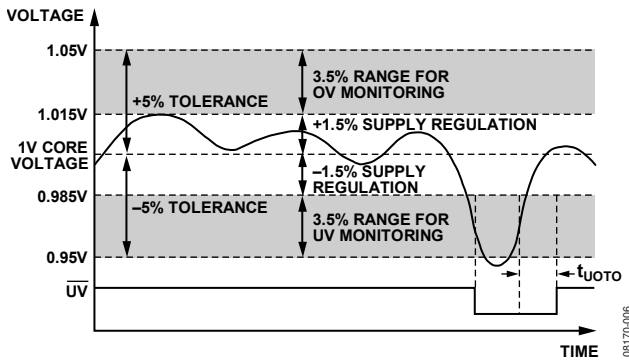 VOLTAGE
1.05V
3.5% RANGE FOR
OV MONITORING
+5% TOLERANCE
1.015V
+1.5% SUPPLY REGULATION
1V CORE
VOLTAGE
–1.5% SUPPLY
REGULATION
0.985V
–5% TOLERANCE
3.5% RANGE FOR
UV MONITORING
0.95V
tUOTO
UV
TIME
08170-006